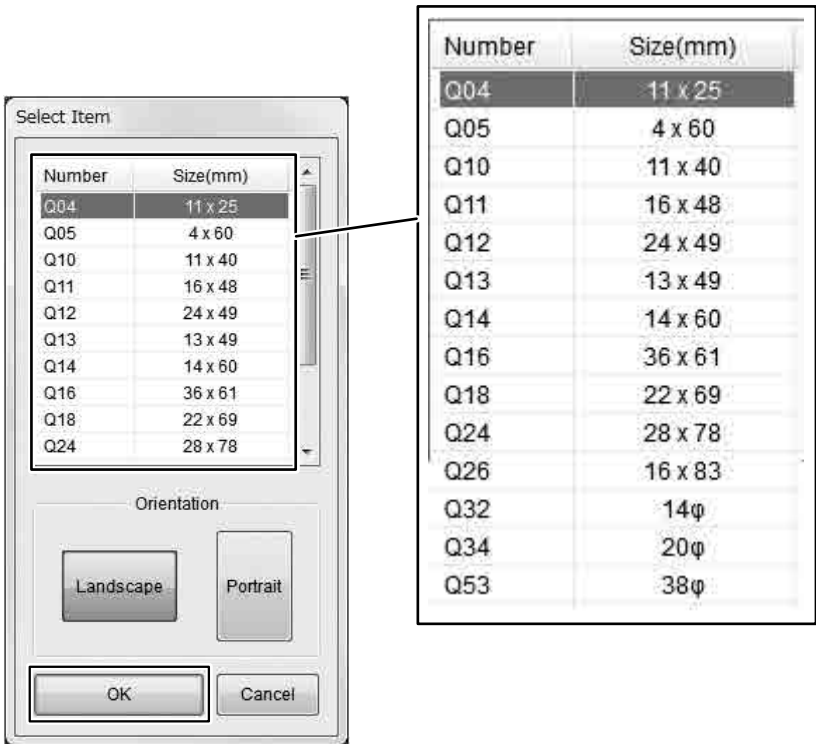 Select Item
Number Size(mm)
Q04 11 x 25
Q05 4 x 60
Q10 11 x 40
Q11 16 x 48
Q12 24 x 49
Q13 13 x 49
Q14 14 x 60
Q16 36 x 61
Q18 22 x 69
Q24 28 x 78
Orientation
Landscape Portrait
OK Cancel
Number Size(mm)
Q04 11 x 25
Q05 4 x 60
Q10 11 x 40
Q11 16 x 48
Q12 24 x 49
Q13 13 x 49
Q14 14 x 60
Q16 36 x 61
Q18 22 x 69
Q24 28 x 78
Q26 16 x 83
Q32 14φ
Q34 20φ
Q53 38φ